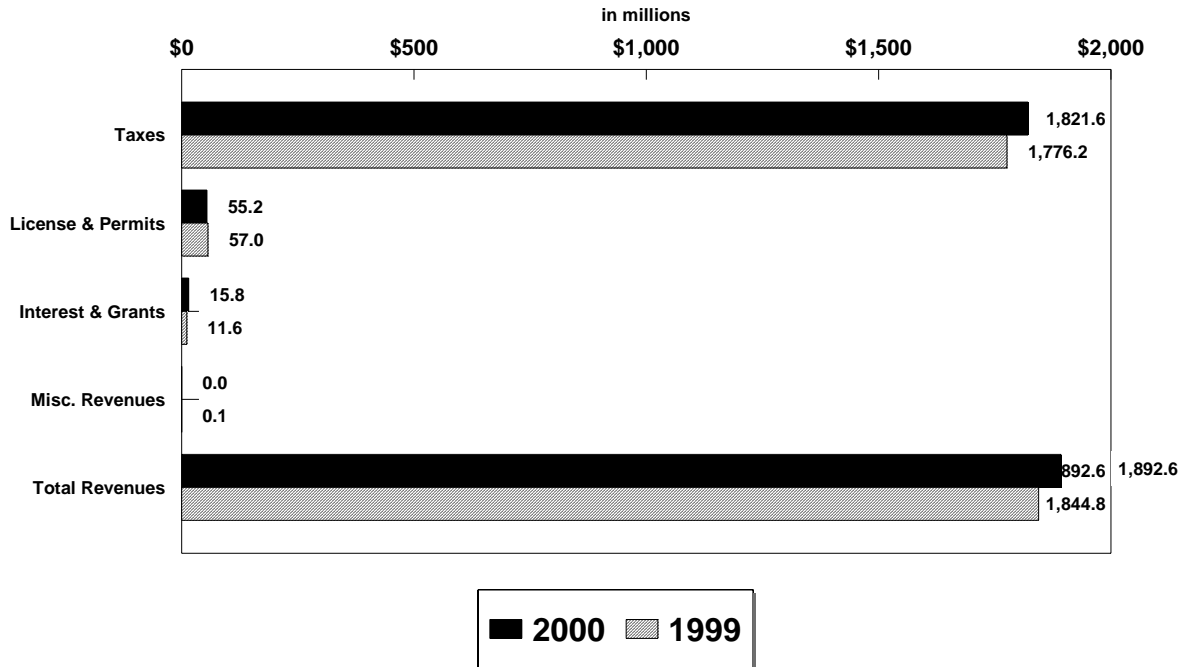 in millions
$0 $500 $1,000 $1,500 $2,000
Taxes
1,821.6
1,776.2
License & Permits
55.2
57.0
Interest & Grants
15.8
11.6
Misc. Revenues
0.0
0.1
Total Revenues
892.6 1,892.6
1,844.8
2000 1999